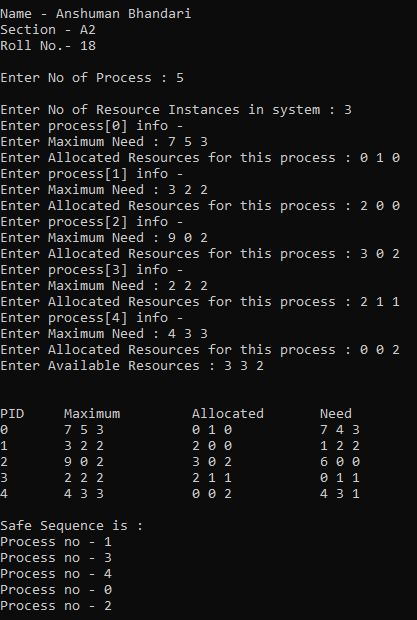 Name - Anshuman Bhandari
Section - A2
Roll No.- 18
Enter No of Process : 5
Enter No of Resource Instances in system : 3
Enter process[0] info -
Enter Maximum Need : 7 5 3
Enter Allocated Resources for this process : 0 1 0
Enter process[1] info -
Enter Maximum Need : 3 2 2
Enter Allocated Resources for this process : 2 0 0
Enter process[2] info -
Enter Maximum Need : 9 0 2
Enter Allocated Resources for this process : 3 0 2
Enter process[3] info -
Enter Maximum Need : 2 2 2
Enter Allocated Resources for this process : 2 1 1
Enter process[4] info -
Enter Maximum Need : 4 3 3
Enter Allocated Resources for this process : 0 0 2
Enter Available Resources : 3 3 2
PID Maximum Allocated Need
0 7 5 3 0 1 0 7 4 3
1 3 2 2 2 0 0 1 2 2
2 9 0 2 3 0 2 6 0 0
3 2 2 2 2 1 1 0 1 1
4 4 3 3 0 0 2 4 3 1
Safe Sequence is :
Process no - 1
Process no - 3
Process no - 4
Process no - 0
Process no - 2